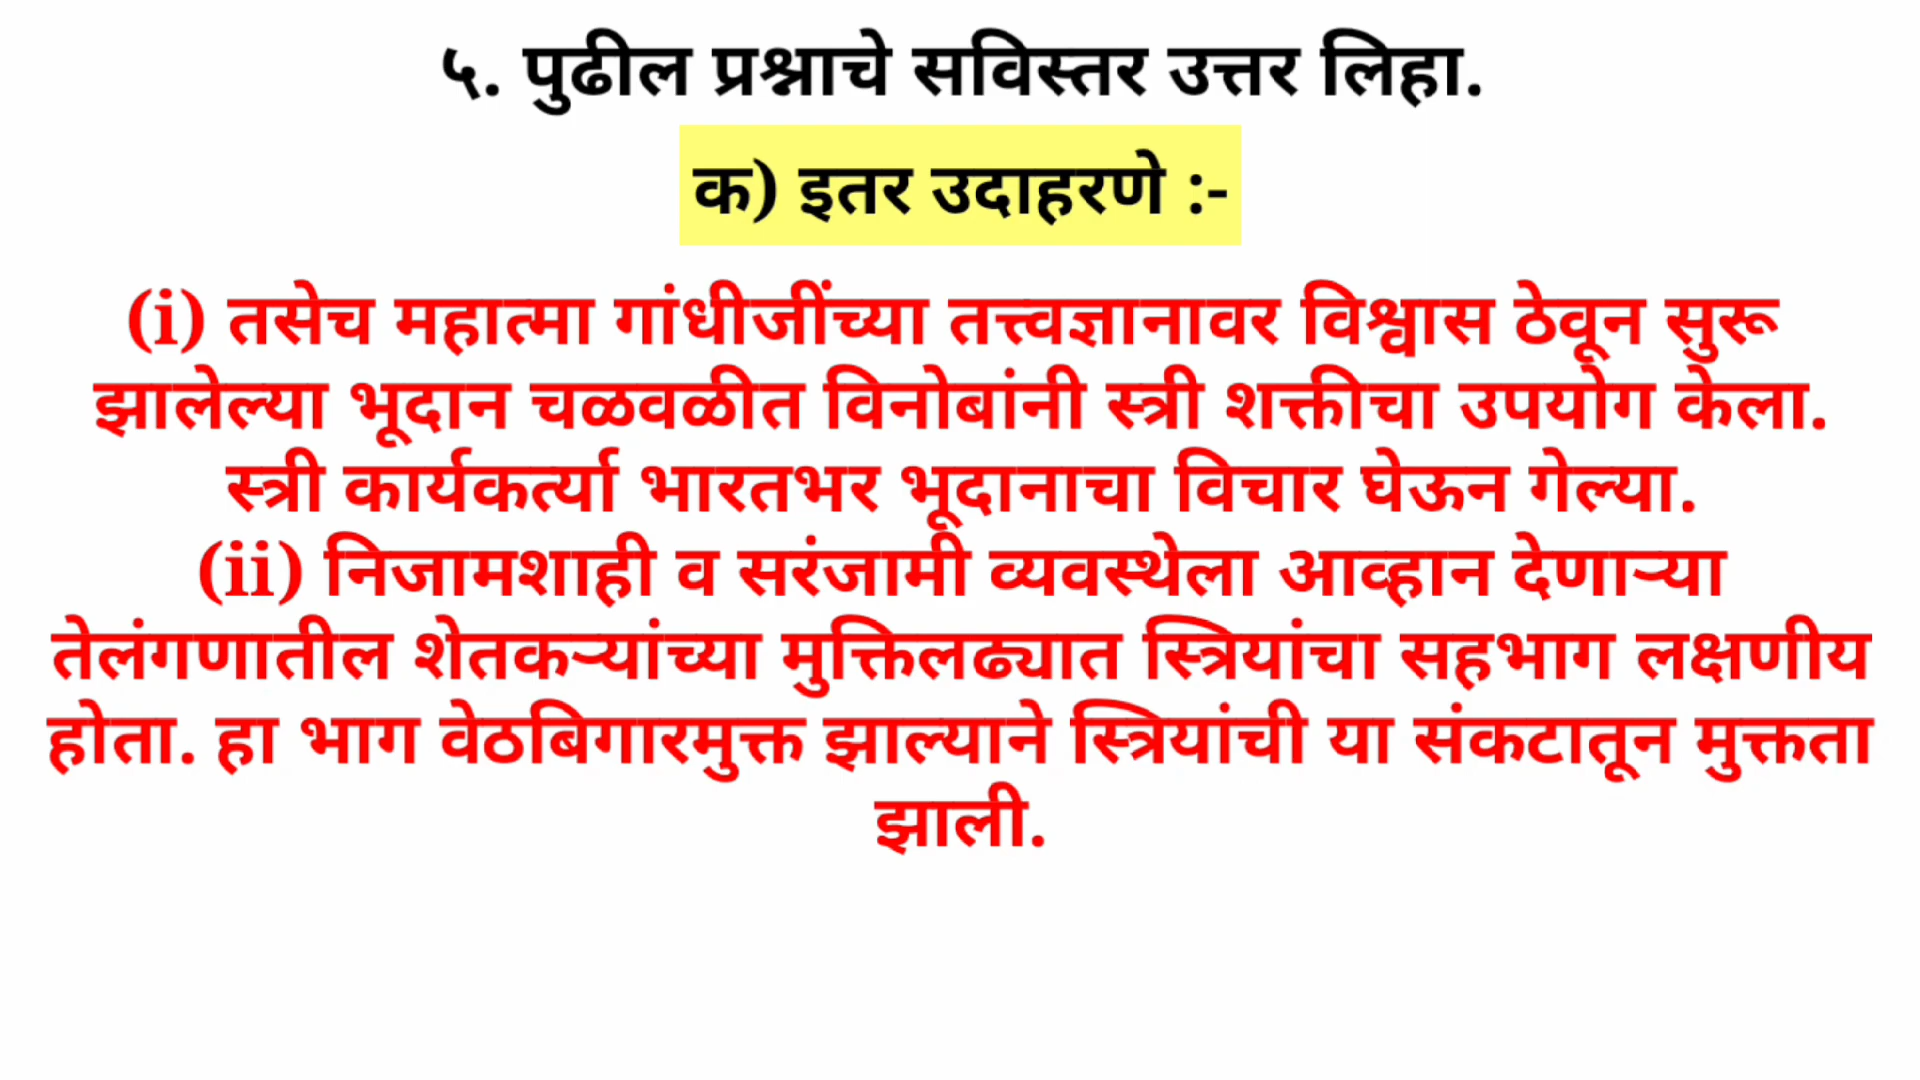 ५. पुढील प्रश्नाचे सविस्तर उत्तर लिहा.
क) इतर उदाहरणे :-
(i) तसेच महात्मा गांधीजींच्या तत्त्वज्ञानावर विश्वास ठेवून सुरू
झालेल्या भूदान चळवळीत विनोबांनी स्त्री शक्तीचा उपयोग केला.
स्त्री कार्यकर्त्या भारतभर भूदानाचा विचार घेऊन गेल्या.
(ii) निजामशाही व सरंजामी व्यवस्थेला आव्हान देणाऱ्या
तेलंगणातील शेतकऱ्यांच्या मुक्तिलढ्यात स्त्रियांचा सहभाग लक्षणीय
होता. हा भाग वेठबिगारमुक्त झाल्याने स्त्रियांची या संकटातून मुक्तता
झाली.